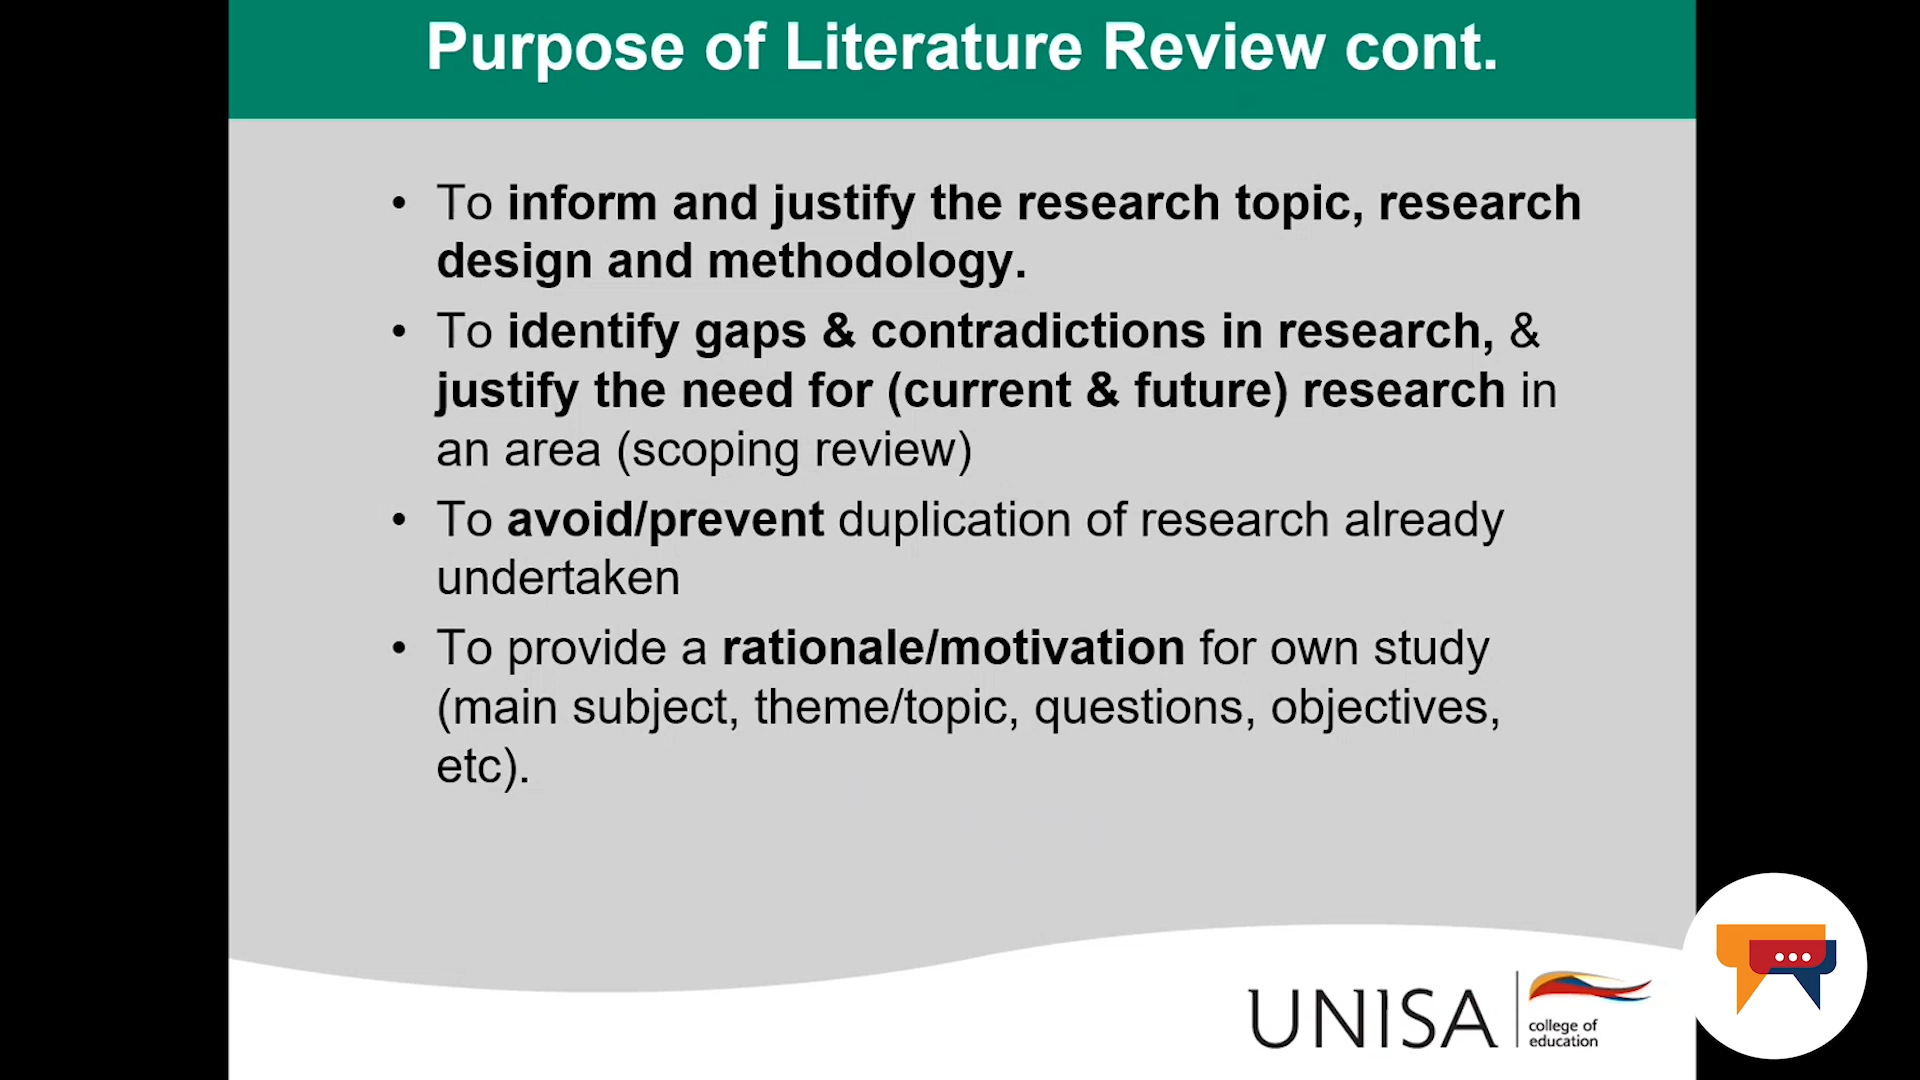 Purpose of Literature Review cont.
• To inform and justify the research topic, research
design and methodology.
• To identify gaps & contradictions in research, &
justify the need for (current & future) research in
an area (scoping review)
• To avoid/prevent duplication of research already
undertaken
• To provide a rationale/motivation for own study
(main subject, theme/topic, questions, objectives,
etc).
UNISA
college of
education